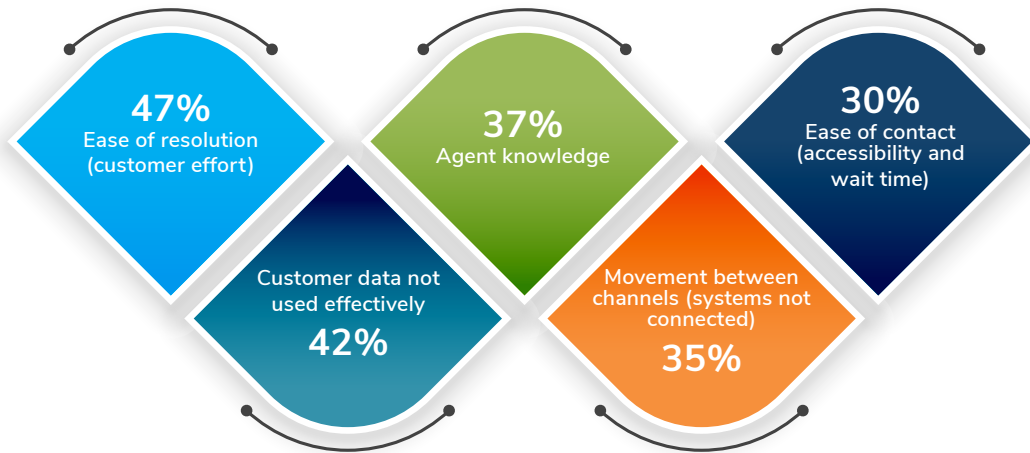 47%
Ease of resolution
(customer effort)
Customer data not
used effectively
42%
37%
Agent knowledge
Movement between
channels (systems not
connected)
35%
30%
Ease of contact
(accessibility and
wait time)